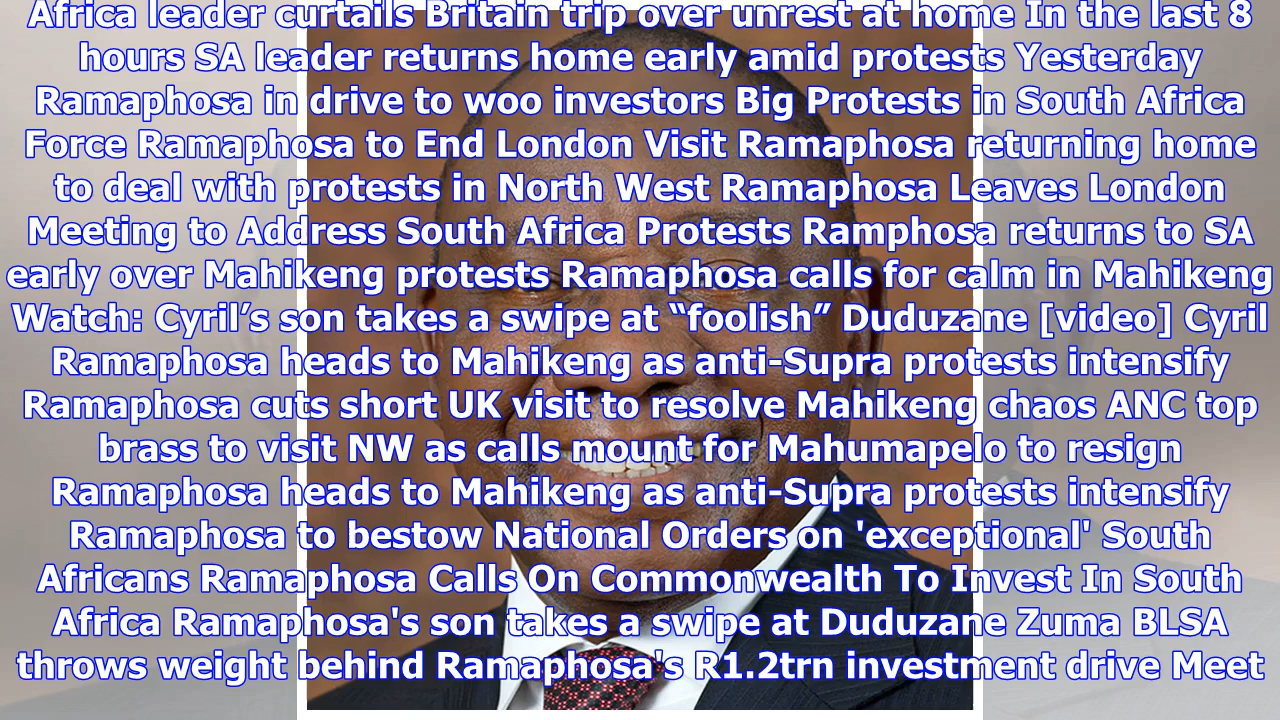 Africa leader curtails Britain trip over unrest at home In the last 8
hours SA leader returns home early amid protests Yesterday
Ramaphosa in drive to woo investors Big Protests in South Africa
Force Ramaphosa to End London Visit Ramaphosa returning home
to deal with protests in North West Ramaphosa Leaves London
Meeting to Address South Africa Protests Ramphosa returns to SA
early over Mahikeng protests Ramaphosa calls for calm in Mahikeng
Watch: Cyril’s son takes a swipe at “foolish” Duduzane [video] Cyril
Ramaphosa heads to Mahikeng as anti-Supra protests intensify
Ramaphosa cuts short UK visit to resolve Mahikeng chaos ANC top
brass to visit NW as calls mount for Mahumapelo to resign
Ramaphosa heads to Mahikeng as anti-Supra protests intensify
Ramaphosa to bestow National Orders on 'exceptional' South
Africans Ramaphosa Calls On Commonwealth To Invest In South
Africa Ramaphosa's son takes a swipe at Duduzane Zuma BLSA
throws weight behind Ramaphosa's R1.2trn investment drive Meet